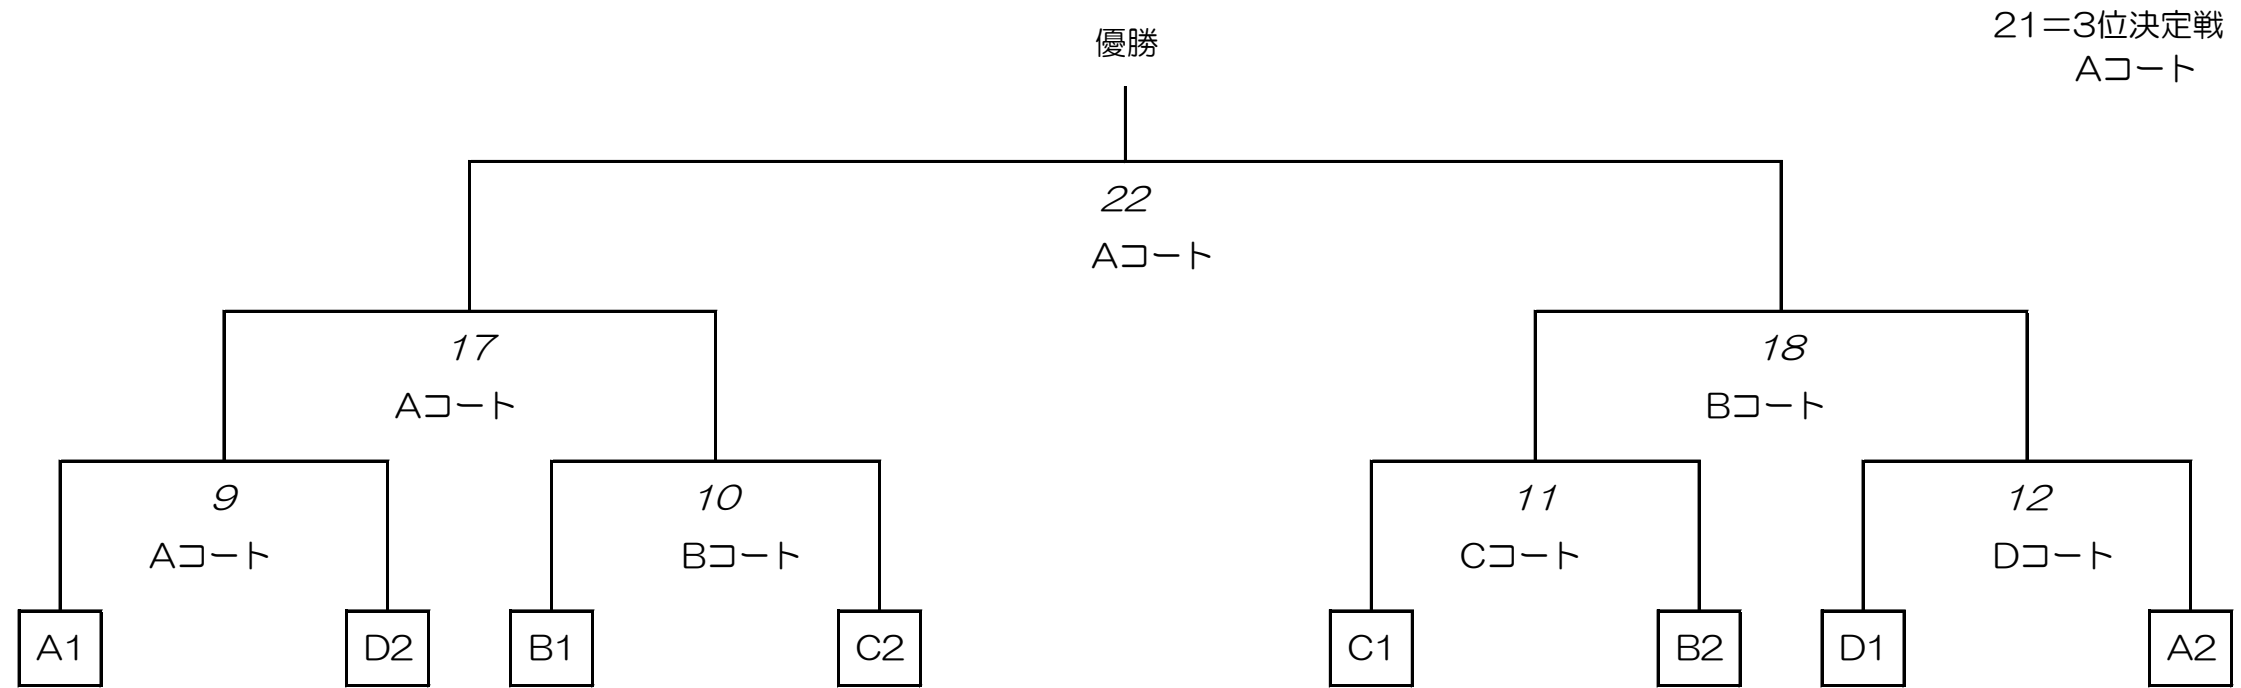 優勝
21＝3位決定戦
Aコート
22
Aコート
17
18
Aコート
Bコート
9
10
11
12
Aコート
Bコート
Cコート
Dコート
A1
D2
B1
C2
C1
B2
D1
A2